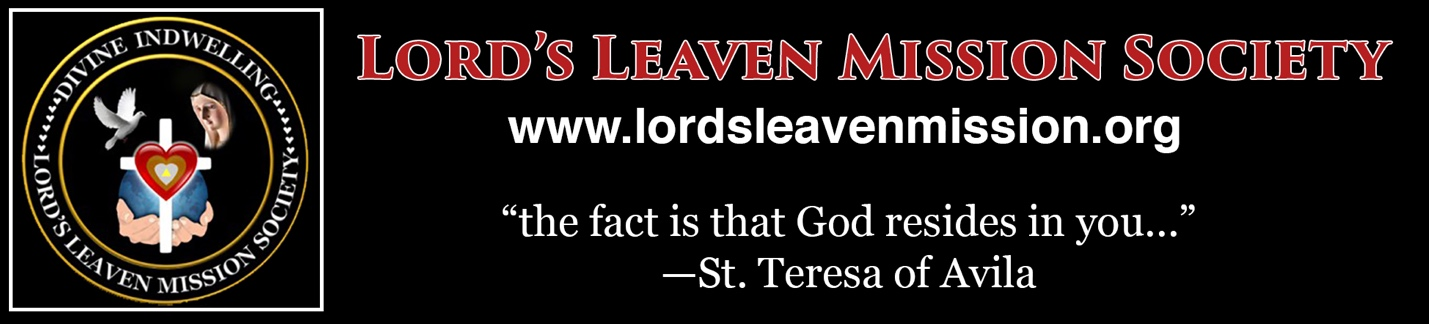 DIVINE INDWELLING
LORD'S LEAVEN MISSION SOCIETY
LORD’S LEAVEN MISSION SOCIETY
www.lordsleavenmission.org
“the fact is that God resides in you...”
—St. Teresa of Avila